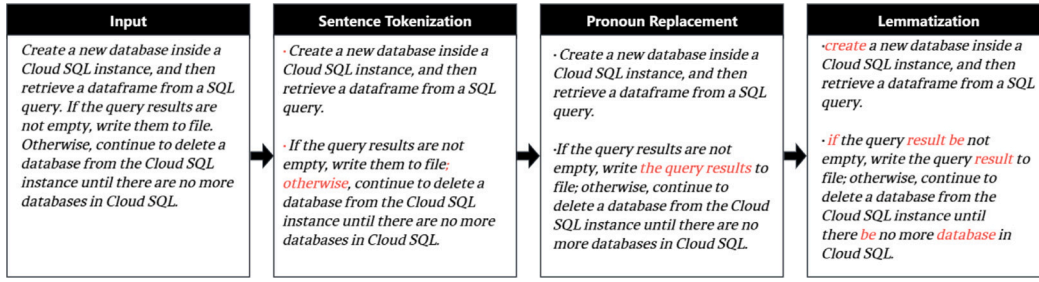 Input
Create a new database inside a
Cloud SQL instance, and then
retrieve a dataframe from a SQL
query. If the query results are
not empty, write them to file.
Otherwise, continue to delete a
database from the Cloud SQL
instance until there are no more
databases in Cloud SQL.
Sentence Tokenization
· Create a new database inside a
Cloud SQL instance, and then
retrieve a dataframe from a SQL
query.
· If the query results are not
empty, write them to file;
otherwise, continue to delete a
database from the Cloud SQL
instance until there are no more
databases in Cloud SQL.
Pronoun Replacement
· Create a new database inside a
Cloud SQL instance, and then
retrieve a dataframe from a SQL
query.
·If the query results are not
empty, write the query results to
file; otherwise, continue to
delete a database from the Cloud
SQL instance until there are no
more databases in Cloud SQL.
Lemmatization
·create a new database inside a
Cloud SQL instance, and then
retrieve a dataframe from a SQL
query.
· if the query result be not
empty, write the query result to
file; otherwise, continue to
delete a database from the
Cloud SQL instance until
there be no more database in
Cloud SQL.